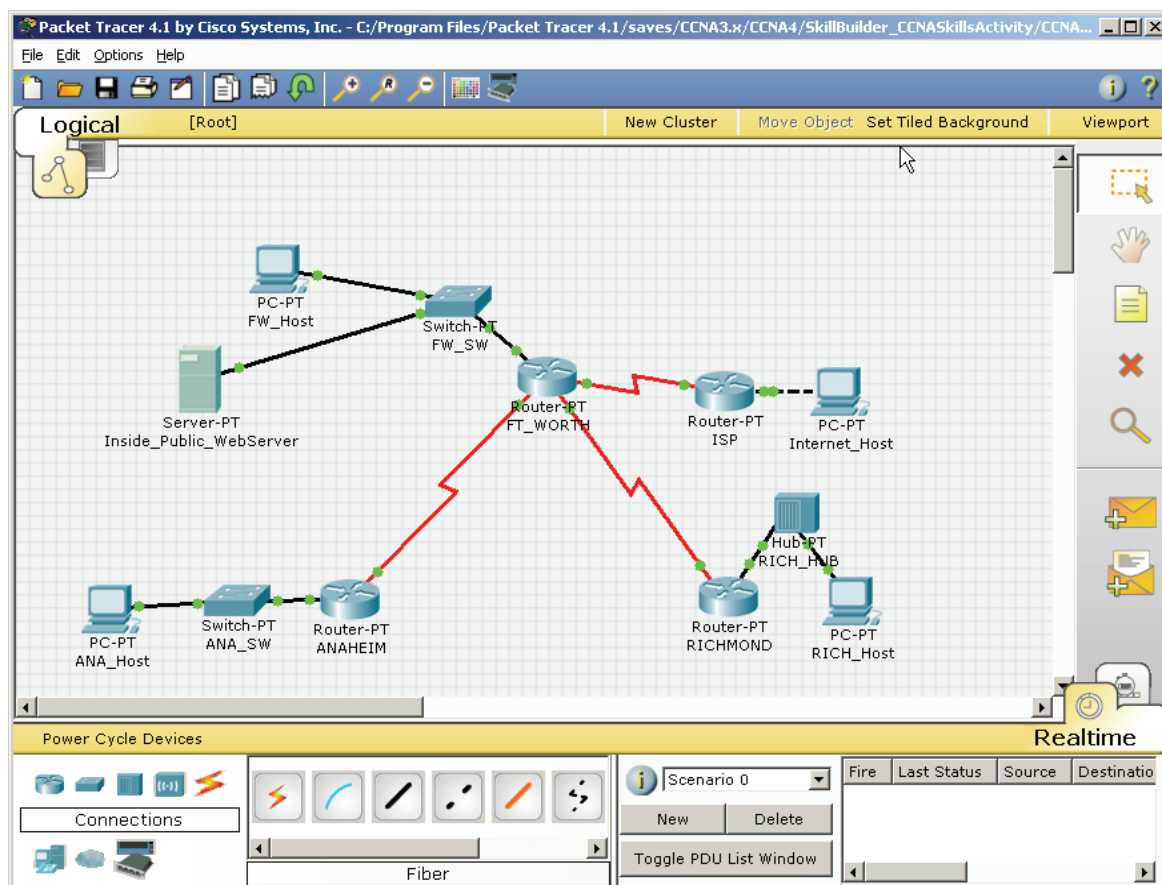 Packet Tracer 4.1 by Cisco Systems, Inc. - C:/Program Files/Packet Tracer 4.1/saves/CCNA3.x/CCNA4/SkillBuilder_CCNASkillsActivity/CCNA...
File Edit Options Help
Logical [Root] New Cluster Move Object Set Tiled Background Viewport
PC-PT
FW_Host
Switch-PT
FW_SW
Server-PT
Inside_Public_WebServer
Router-PT
FT_WORTH
Router-PT
ISP
PC-PT
Internet_Host
Hub-PT
RICH_HUB
PC-PT
ANA_Host
Switch-PT
ANA_SW
Router-PT
ANAHEIM
Router-PT
RICHMOND
PC-PT
RICH_Host
Power Cycle Devices
Realtime
Connections
Fiber
Scenario 0
New Delete
Toggle PDU List Window
Fire Last Status Source Destinatio